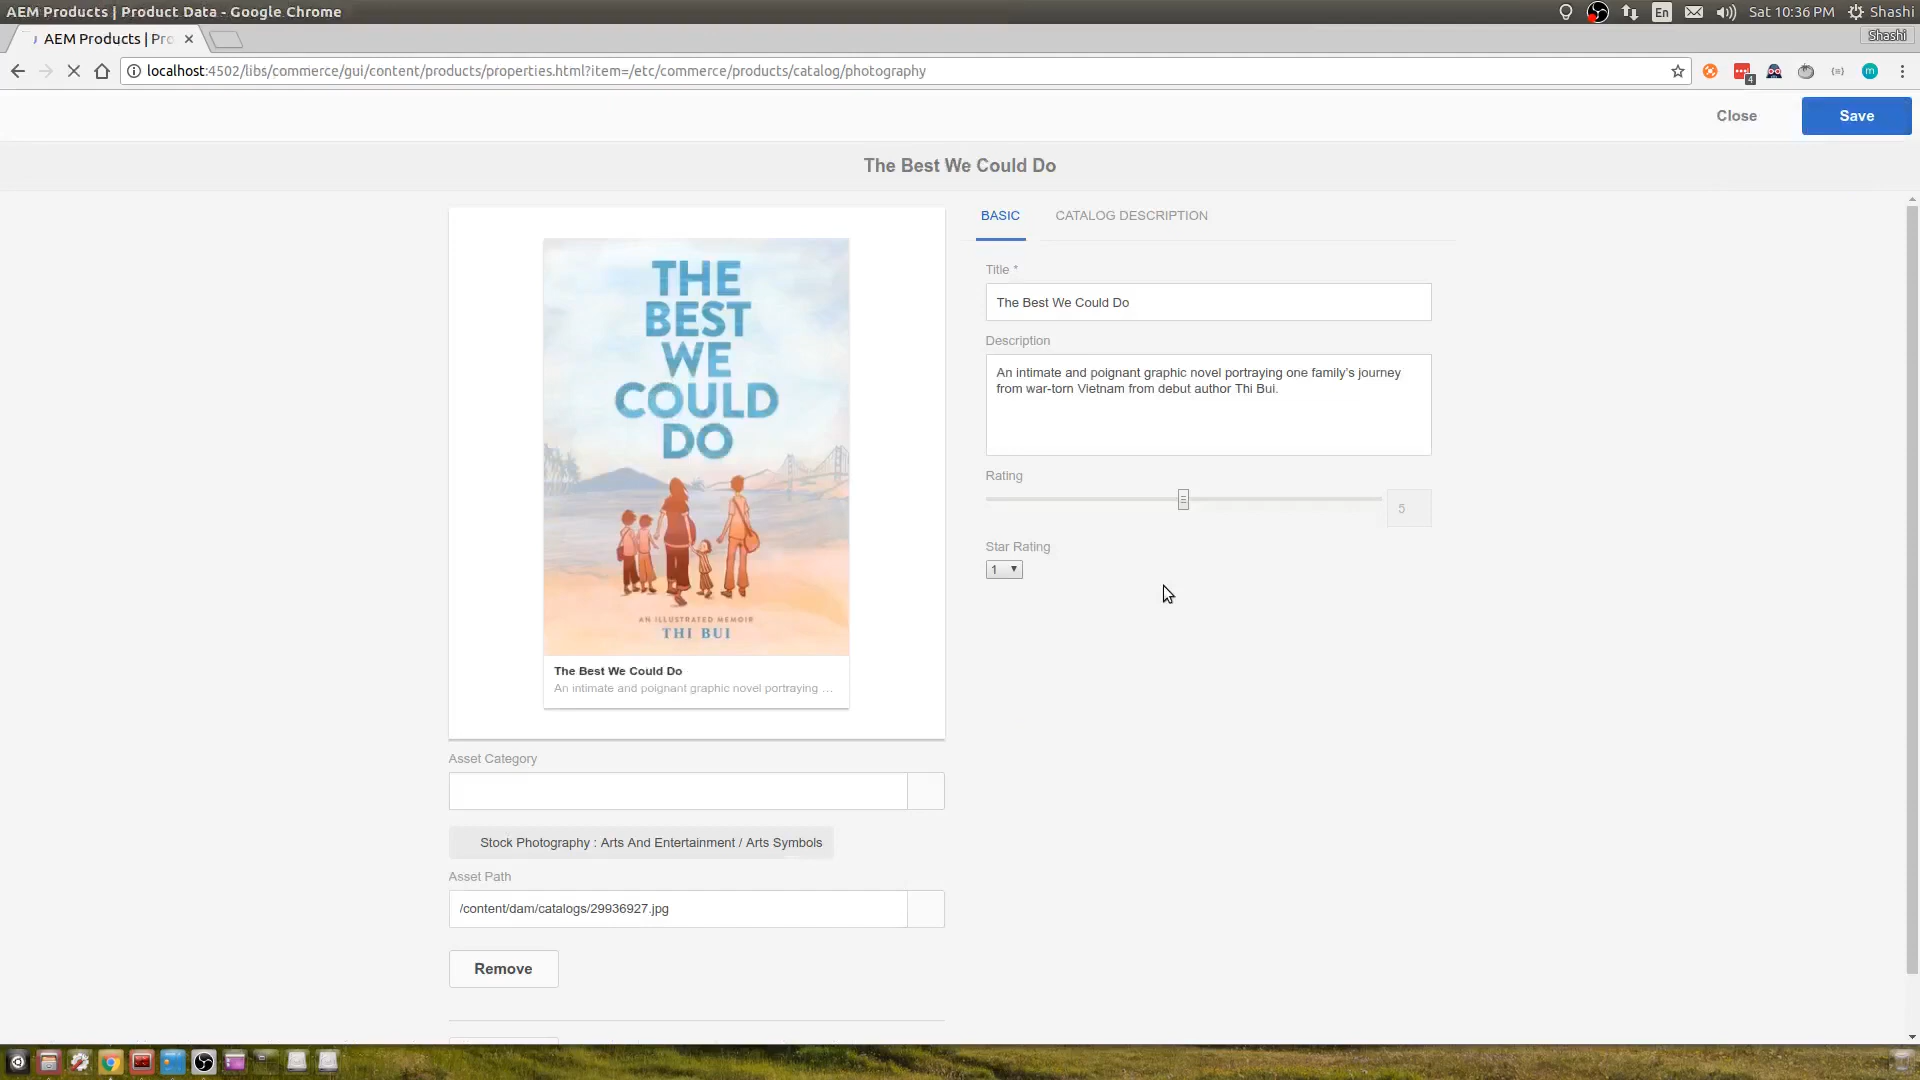 AEM Products | Product Data - Google Chrome
En
Sat 10:36 PM
Shashi
AEM Products | Pro
Shashi
localhost:4502/libs/commerce/gui/content/products/properties.html?item=/etc/commerce/products/catalog/photography
4
m
Close
Save
The Best We Could Do
THE
BEST
WE
COULD
DO
AN ILLUSTRATED MEMOIR
THI BUI
The Best We Could Do
An intimate and poignant graphic novel portraying …
Asset Category
Stock Photography : Arts And Entertainment / Arts Symbols
Asset Path
/content/dam/catalogs/29936927.jpg
Remove
BASIC
CATALOG DESCRIPTION
Title *
The Best We Could Do
Description
An intimate and poignant graphic novel portraying one family's journey
from war-torn Vietnam from debut author Thi Bui.
Rating
5
Star Rating
1